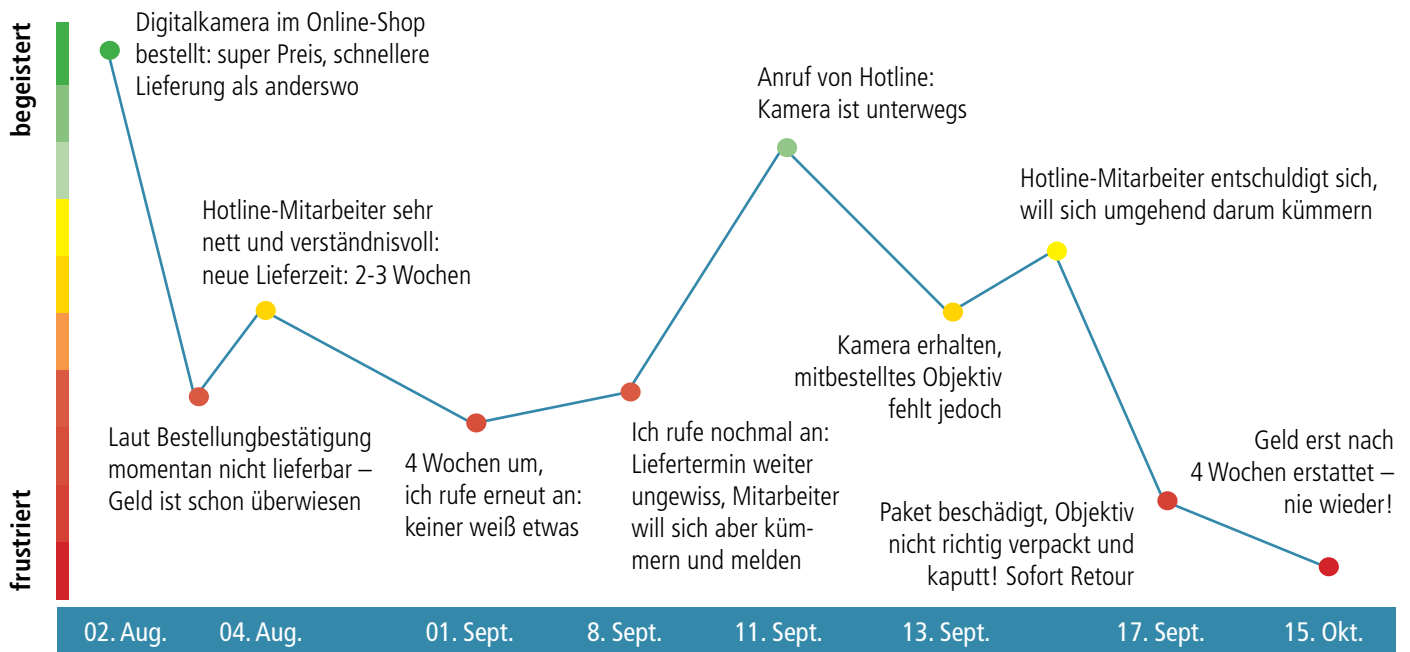 begeistert
frustriert
Digitalkamera im Online-Shop
bestellt: super Preis, schnellere
Lieferung als anderswo
Laut Bestellungbestätigung
momentan nicht lieferbar –
Geld ist schon überwiesen
Hotline-Mitarbeiter sehr
nett und verständnisvoll:
neue Lieferzeit: 2-3 Wochen
4 Wochen um,
ich rufe erneut an:
keiner weiß etwas
Ich rufe nochmal an:
Liefertermin weiter
ungewiss, Mitarbeiter
will sich aber küm-
mern und melden
Anruf von Hotline:
Kamera ist unterwegs
Kamera erhalten,
mitbestelltes Objektiv
fehlt jedoch
Hotline-Mitarbeiter entschuldigt sich,
will sich umgehend darum kümmern
Paket beschädigt, Objektiv
nicht richtig verpackt und
kaputt! Sofort Retour
Geld erst nach
4 Wochen erstattet –
nie wieder!
02. Aug.
04. Aug.
01. Sept.
8. Sept.
11. Sept.
13. Sept.
17. Sept.
15. Okt.